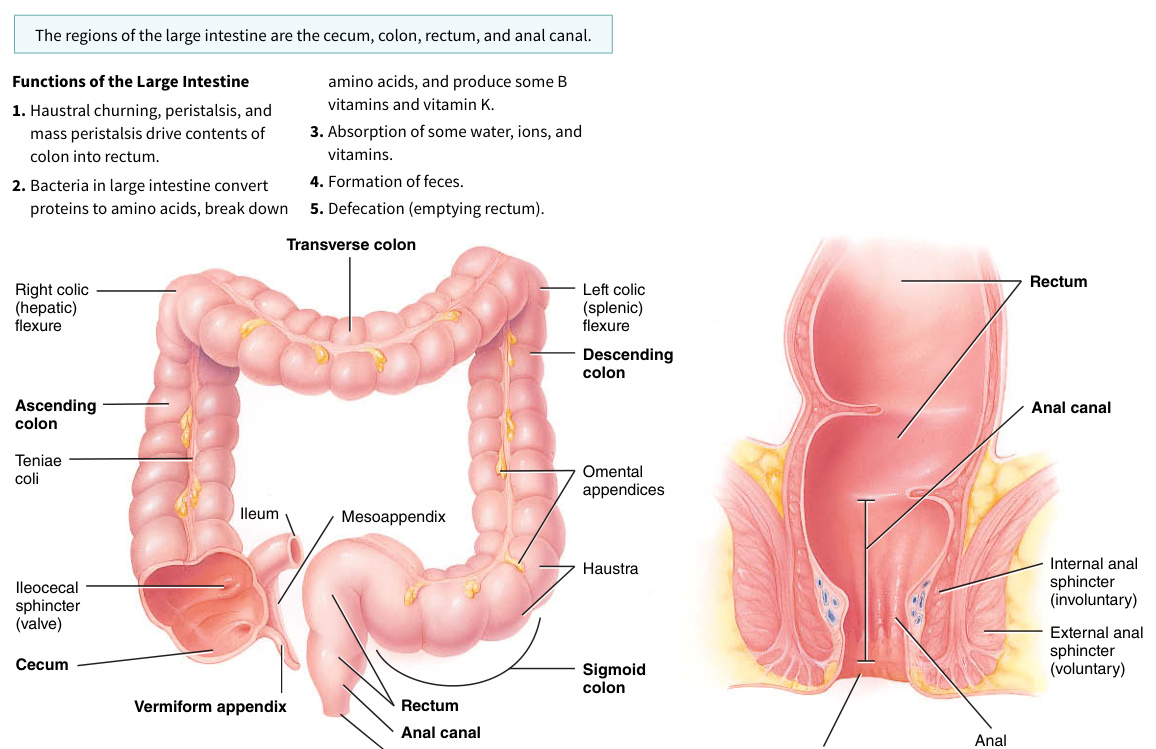 The regions of the large intestine are the cecum, colon, rectum, and anal canal.
Functions of the Large Intestine
1. Haustral churning, peristalsis, and
mass peristalsis drive contents of
colon into rectum.
2. Bacteria in large intestine convert
proteins to amino acids, break down
amino acids, and produce some B
vitamins and vitamin K.
3. Absorption of some water, ions, and
vitamins.
4. Formation of feces.
5. Defecation (emptying rectum).
Transverse colon
Right colic
(hepatic)
flexure
Ascending
colon
Teniae
coli
Ileum
Mesoappendix
Ileocecal
sphincter
(valve)
Cecum
Vermiform appendix
Left colic
(splenic)
flexure
Descending
colon
Omental
appendices
Haustra
Sigmoid
colon
Rectum
Anal canal
Rectum
Anal canal
Internal anal
sphincter
(involuntary)
External anal
sphincter
(voluntary)
Anal